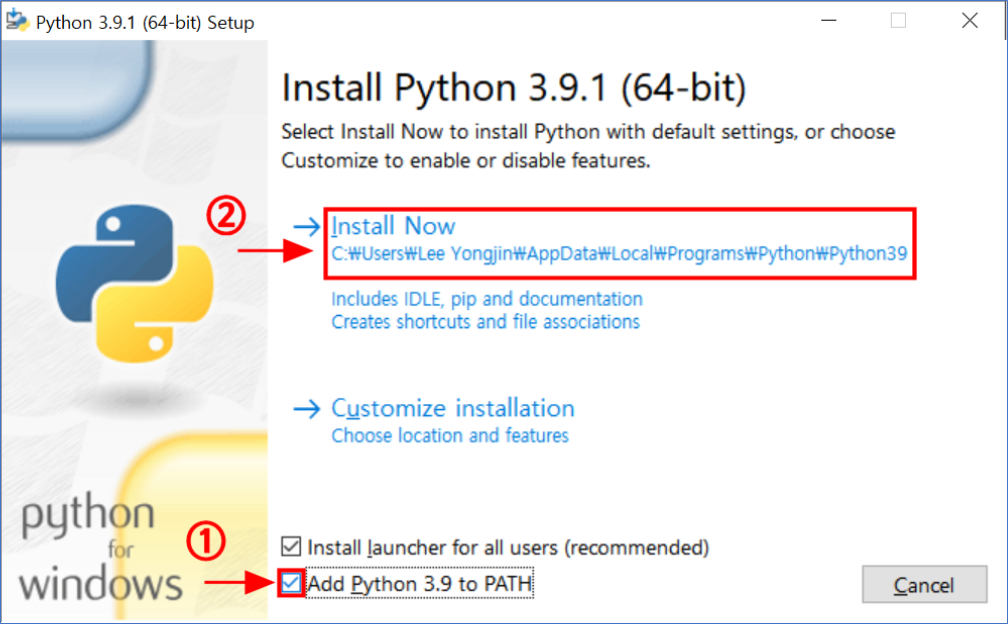 Python 3.9.1 (64-bit) Setup
Install Python 3.9.1 (64-bit)
Select Install Now to install Python with default settings, or choose
Customize to enable or disable features.
②
Install Now
C:₩Users₩Lee Yongjin₩AppData₩Local₩Programs₩Python₩Python39
Includes IDLE, pip and documentation
Creates shortcuts and file associations
Customize installation
Choose location and features
python
for
windows
①
Install launcher for all users (recommended)
Add Python 3.9 to PATH
Cancel